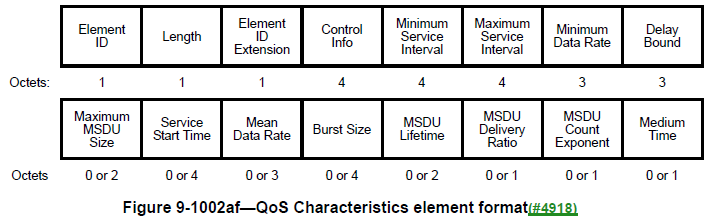 Element ID Length Element ID Extension Control Info Minimum Service Interval Maximum Service Interval Minimum Data Rate Delay Bound
Octets: 1 1 1 4 4 4 3 3
Maximum MSDU Size Service Start Time Mean Data Rate Burst Size MSDU Lifetime MSDU Delivery Ratio MSDU Count Exponent Medium Time
Octets 0 or 2 0 or 4 0 or 3 0 or 4 0 or 2 0 or 1 0 or 1 0 or 1
Figure 9-1002af—QoS Characteristics element format(#4918)